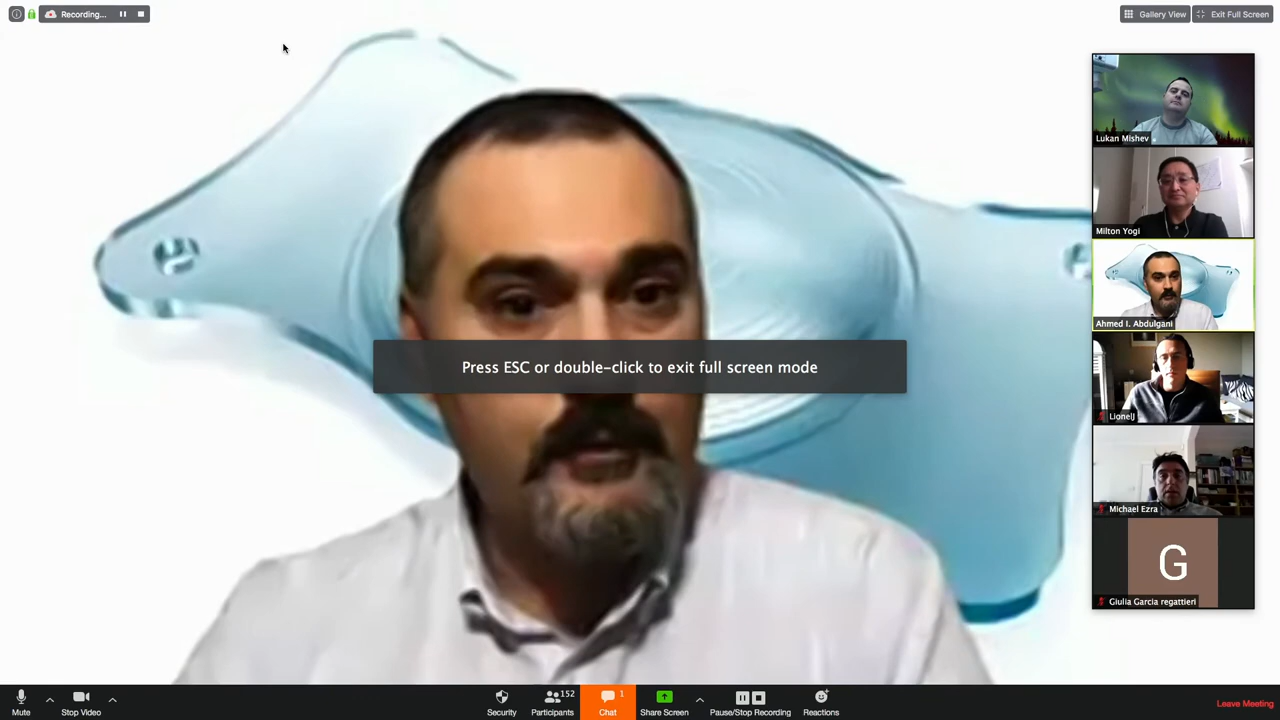 Recording...
Gallery View
Exit Full Screen
Lukan Mishev
Milton Yogi
Ahmed I. Abdulgani
LionelJ
Michael Ezra
G
Giulia Garcia regattieri
Press ESC or double-click to exit full screen mode
Mute
Stop Video
Security
152
Participants
1
Chat
Share Screen
Pause/Stop Recording
Reactions
Leave Meeting